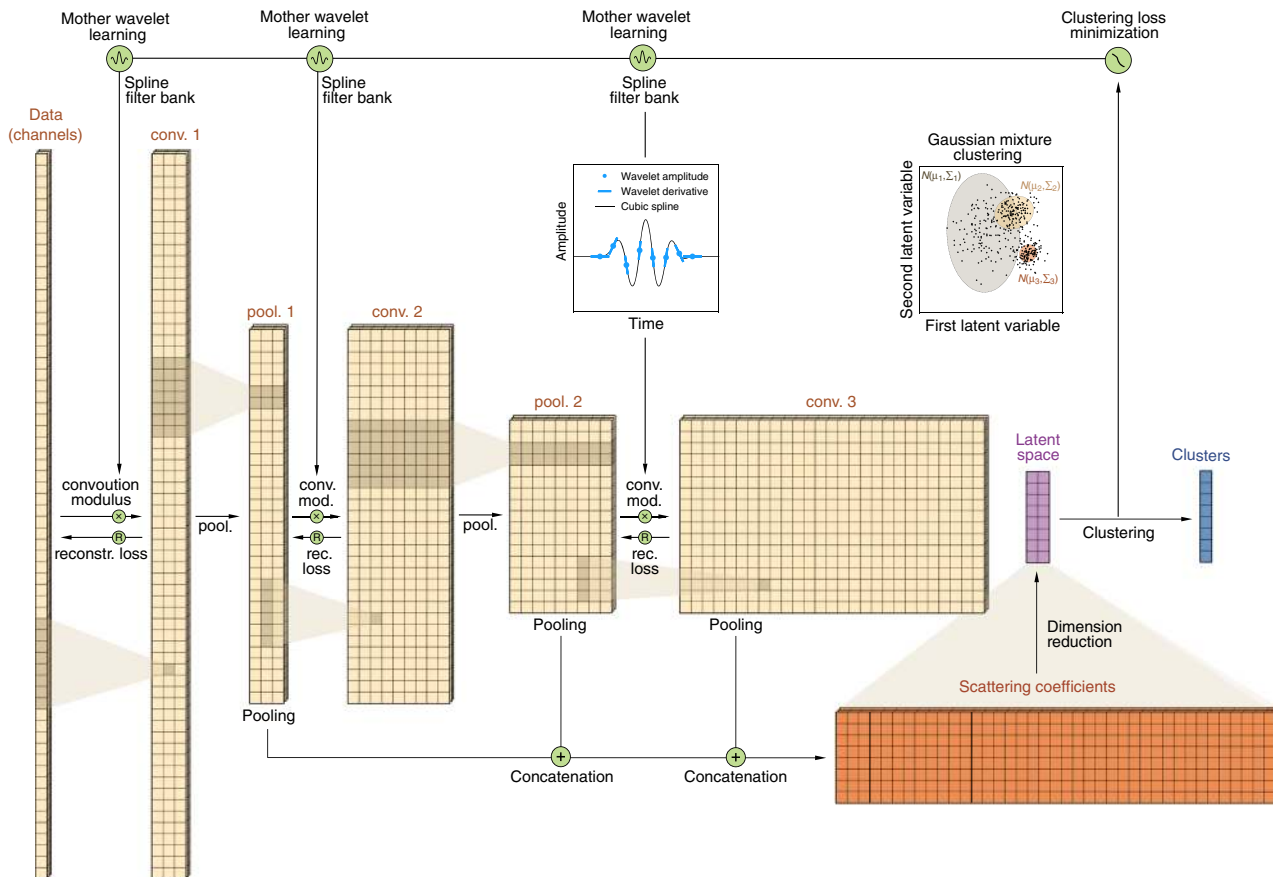 Mother wavelet
learning
Mother wavelet
learning
Mother wavelet
learning
Clustering loss
minimization
Spline
filter bank
Spline
filter bank
Spline
filter bank
Data
(channels)
conv. 1
Gaussian mixture
clustering
N(μ1,Σ1)
N(μ2,Σ2)
N(μ3,Σ3)
Second latent variable
First latent variable
Wavelet amplitude
Wavelet derivative
Cubic spline
Amplitude
Time
pool. 1
conv. 2
pool. 2
conv. 3
Latent
space
Clusters
convoution
modulus
×
R
reconstr. loss
pool.
conv.
mod.
×
R
rec.
loss
pool.
conv.
mod.
×
R
rec.
loss
Clustering
Pooling
Pooling
Dimension
reduction
Scattering coefficients
Pooling
+
+
Concatenation
Concatenation